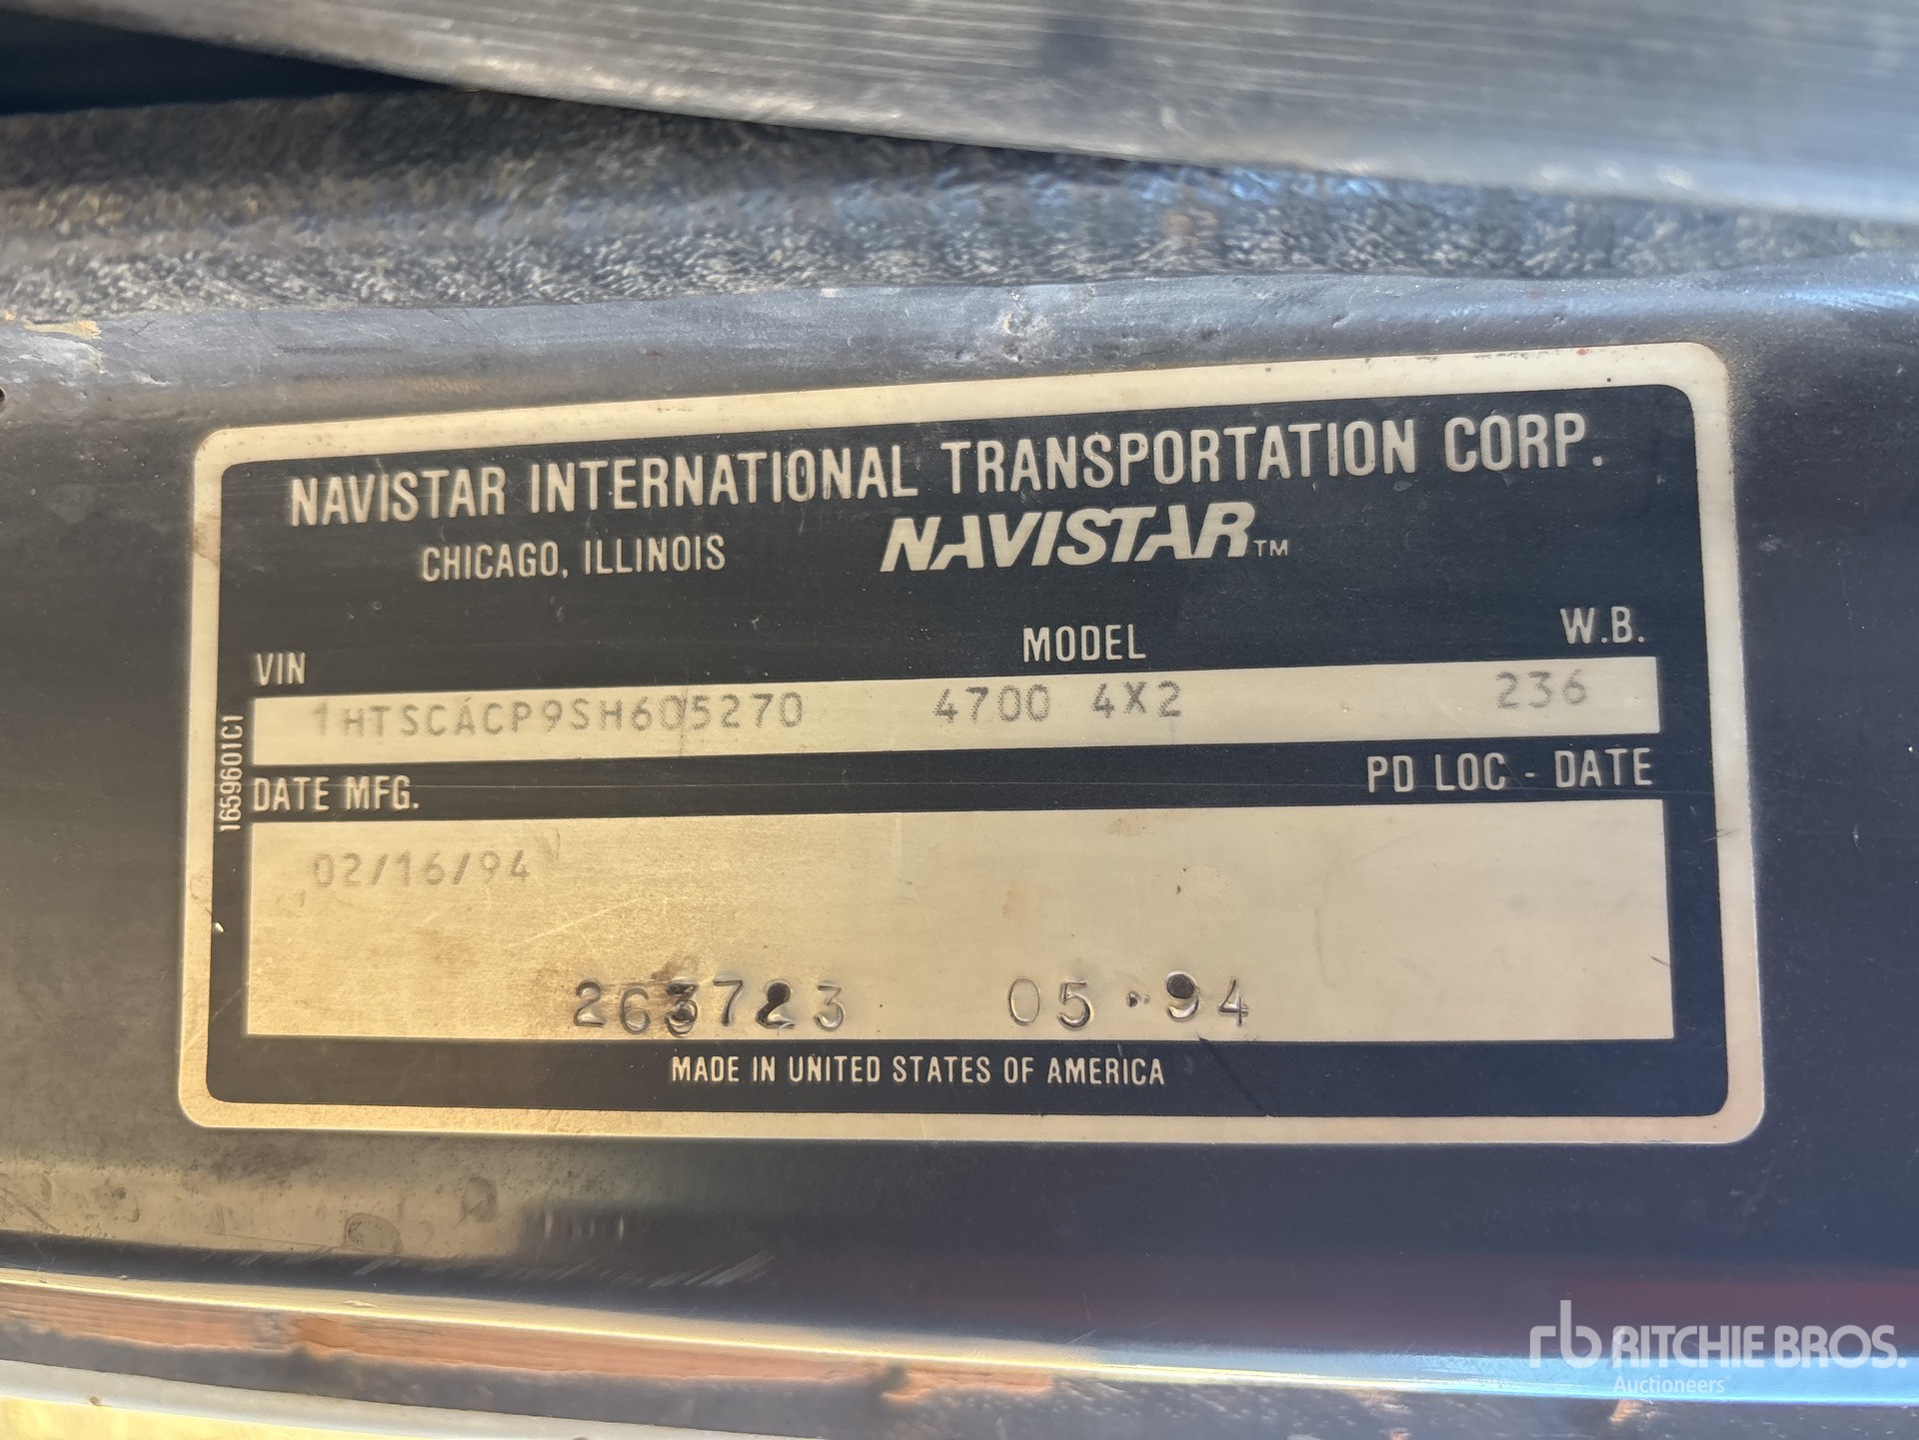 NAVISTAR INTERNATIONAL TRANSPORTATION CORP.
CHICAGO, ILLINOIS NAVISTAR™
VIN MODEL W.B.
1HTSCACP9SH605270 4700 4X2 236
1659601C1
DATE MFG. PD LOC - DATE
02/16/94
263723 05·94
MADE IN UNITED STATES OF AMERICA
rb RITCHIE BROS.
Auctioneers